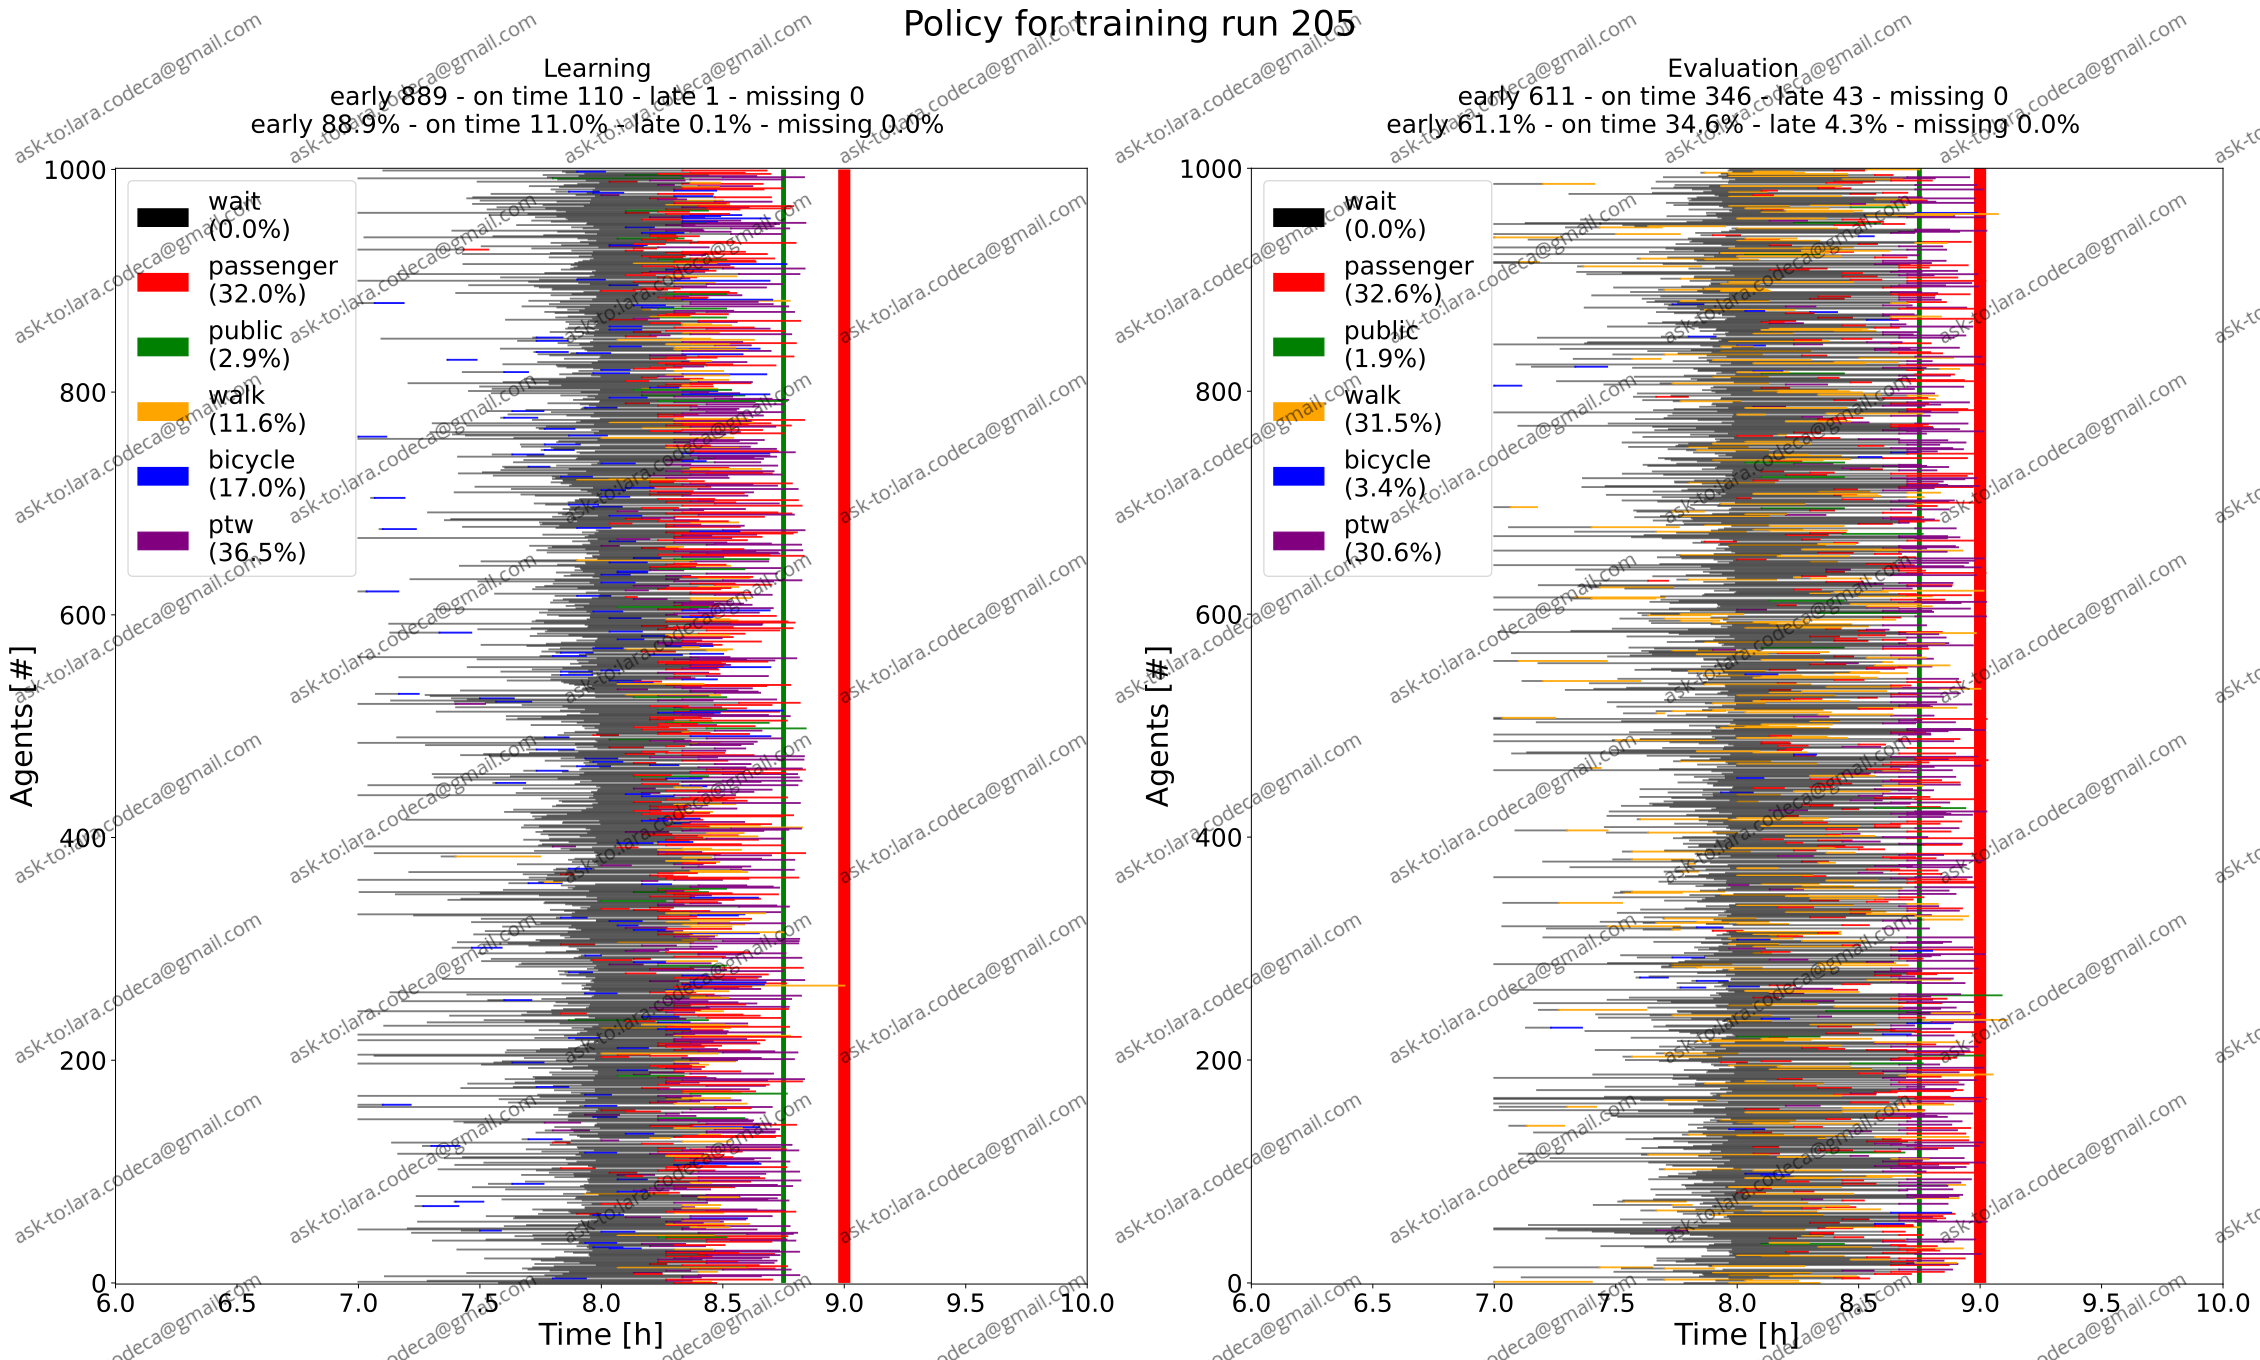 Policy for training run 205
Learning
early 889 - on time 110 - late 1 - missing 0
early 88.9% - on time 11.0% - late 0.1% - missing 0.0%
wait
(0.0%)
passenger
(32.0%)
public
(2.9%)
walk
(11.6%)
bicycle
(17.0%)
ptw
(36.5%)
Agents [#]
1000
800
600
400
200
0
6.0 6.5 7.0 7.5 8.0 8.5 9.0 9.5 10.0
Time [h]
Evaluation
early 611 - on time 346 - late 43 - missing 0
early 61.1% - on time 34.6% - late 4.3% - missing 0.0%
wait
(0.0%)
passenger
(32.6%)
public
(1.9%)
walk
(31.5%)
bicycle
(3.4%)
ptw
(30.6%)
Agents [#]
1000
800
600
400
200
0
6.0 6.5 7.0 7.5 8.0 8.5 9.0 9.5 10.0
Time [h]
ask-to:lara.codeca@gmail.com